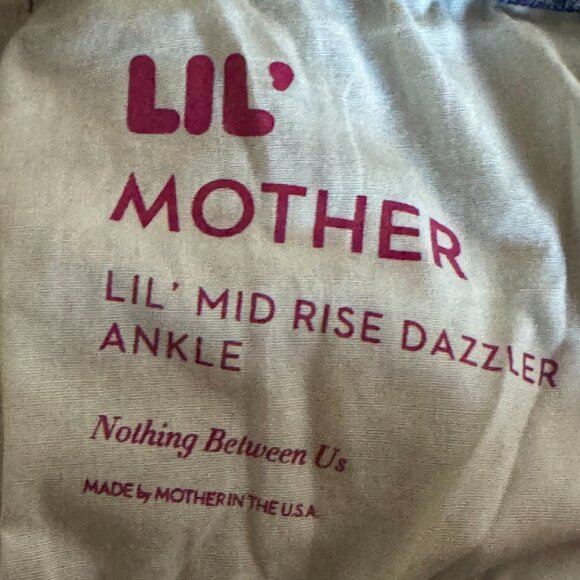 LIL'
MOTHER
LIL' MID RISE DAZZLER
ANKLE
Nothing Between Us
MADE by MOTHER IN THE U.S.A.